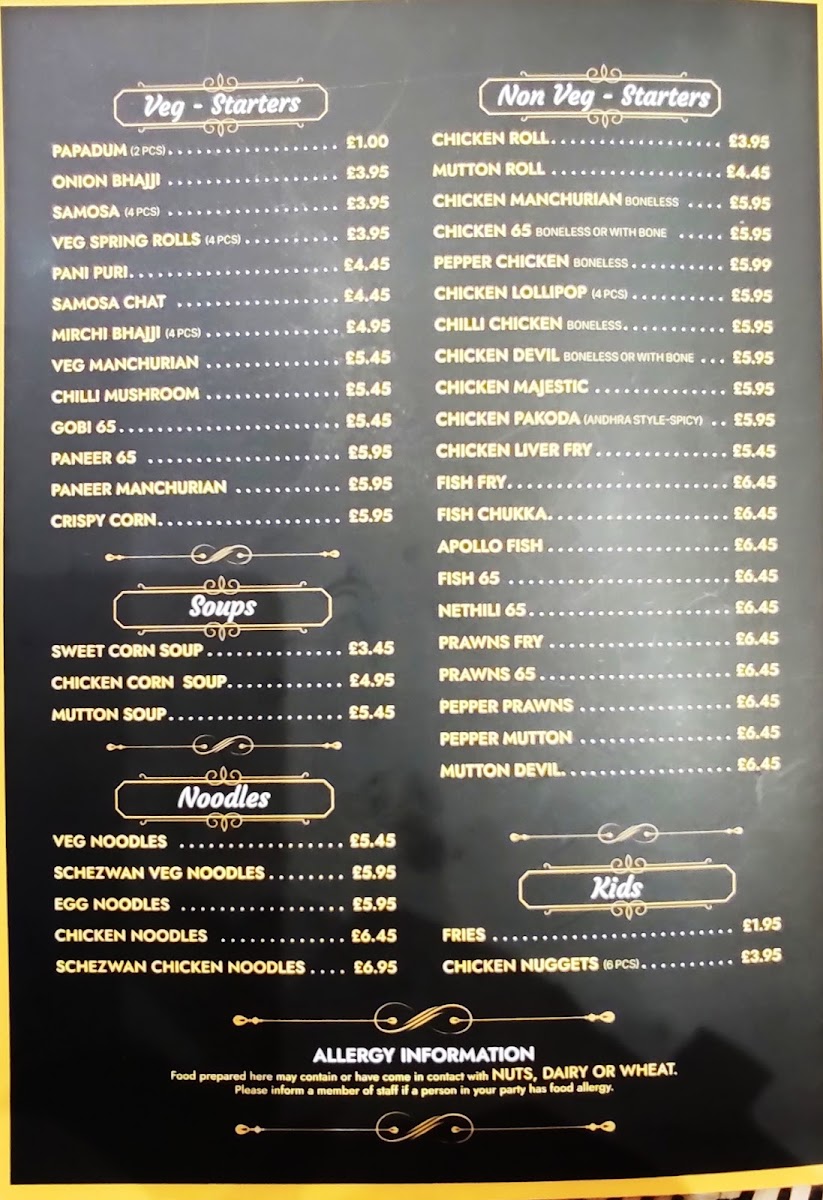 Veg - Starters
PAPADUM (2 PCS) £1.00
ONION BHAJJI £3.95
SAMOSA (4 PCS) £3.95
VEG SPRING ROLLS (4 PCS) £3.95
PANI PURI £4.45
SAMOSA CHAT £4.45
MIRCHI BHAJJI (4 PCS) £4.95
VEG MANCHURIAN £5.45
CHILLI MUSHROOM £5.45
GOBI 65 £5.45
PANEER 65 £5.95
PANEER MANCHURIAN £5.95
CRISPY CORN £5.95
Soups
SWEET CORN SOUP £3.45
CHICKEN CORN SOUP £4.95
MUTTON SOUP £5.45
Noodles
VEG NOODLES £5.45
SCHEZWAN VEG NOODLES £5.95
EGG NOODLES £5.95
CHICKEN NOODLES £6.45
SCHEZWAN CHICKEN NOODLES £6.95
Non Veg - Starters
CHICKEN ROLL £3.95
MUTTON ROLL £4.45
CHICKEN MANCHURIAN BONELESS £5.95
CHICKEN 65 BONELESS OR WITH BONE £5.95
PEPPER CHICKEN BONELESS £5.99
CHICKEN LOLLIPOP (4 PCS) £5.95
CHILLI CHICKEN BONELESS £5.95
CHICKEN DEVIL BONELESS OR WITH BONE £5.95
CHICKEN MAJESTIC £5.95
CHICKEN PAKODA (ANDHRA STYLE-SPICY) £5.95
CHICKEN LIVER FRY £5.45
FISH FRY £6.45
FISH CHUKKA £6.45
APOLLO FISH £6.45
FISH 65 £6.45
NETHILI 65 £6.45
PRAWNS FRY £6.45
PRAWNS 65 £6.45
PEPPER PRAWNS £6.45
PEPPER MUTTON £6.45
MUTTON DEVIL £6.45
Kids
FRIES £1.95
CHICKEN NUGGETS (6 PCS) £3.95
ALLERGY INFORMATION
Food prepared here may contain or have come in contact with NUTS, DAIRY OR WHEAT.
Please inform a member of staff if a person in your party has food allergy.